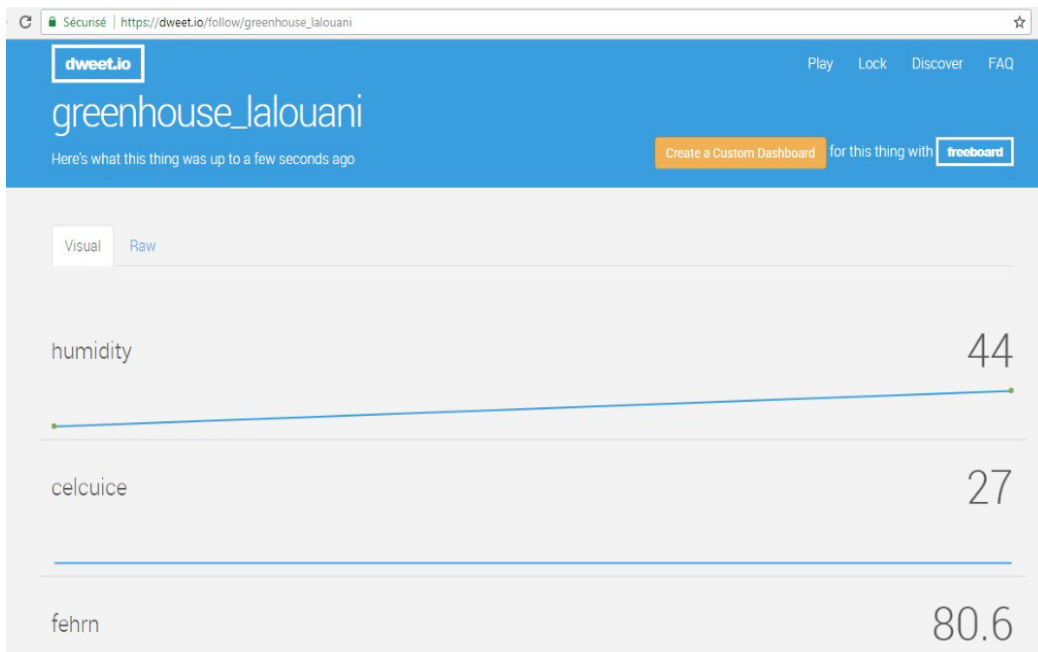 Sécurisé | https://dweet.io/follow/greenhouse_lalouani
dweet.io
Play Lock Discover FAQ
greenhouse_lalouani
Here's what this thing was up to a few seconds ago
Create a Custom Dashboard for this thing with freeboard
Visual Raw
humidity 44
celcuice 27
fehrn 80.6